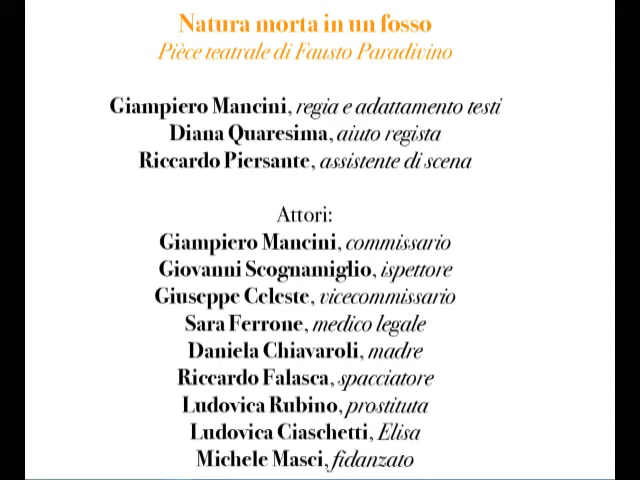 Natura morta in un fosso
Pièce teatrale di Fausto Paradivino
Giampiero Mancini, regia e adattamento testi
Diana Quaresima, aiuto regista
Riccardo Piersante, assistente di scena
Attori:
Giampiero Mancini, commissario
Giovanni Scognamiglio, ispettore
Giuseppe Celeste, vicecommissario
Sara Ferrone, medico legale
Daniela Chiavaroli, madre
Riccardo Falasca, spacciatore
Ludovica Rubino, prostituta
Ludovica Ciaschetti, Elisa
Michele Masci, fidanzato